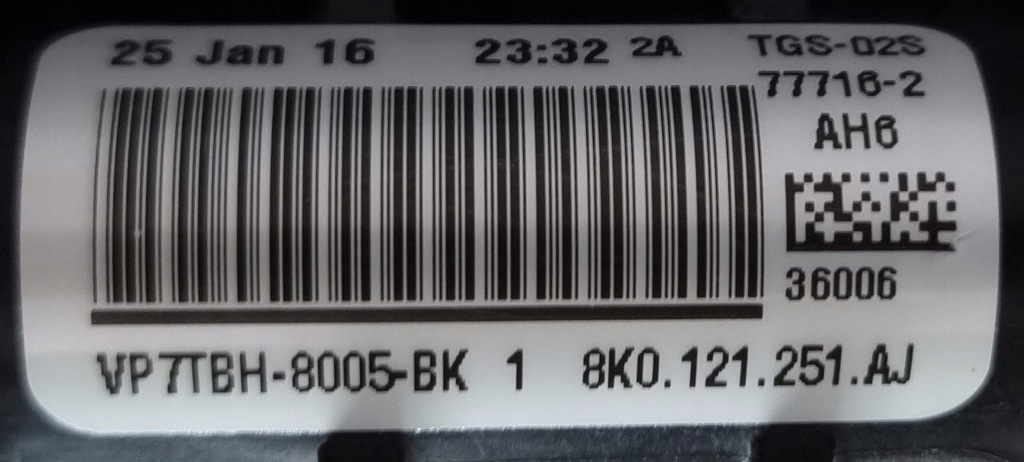 25 Jan 16 23:32 2A TGS-02S
77716-2
AH6
36006
VP7TBH-8005-BK 1 8K0.121.251.AJ